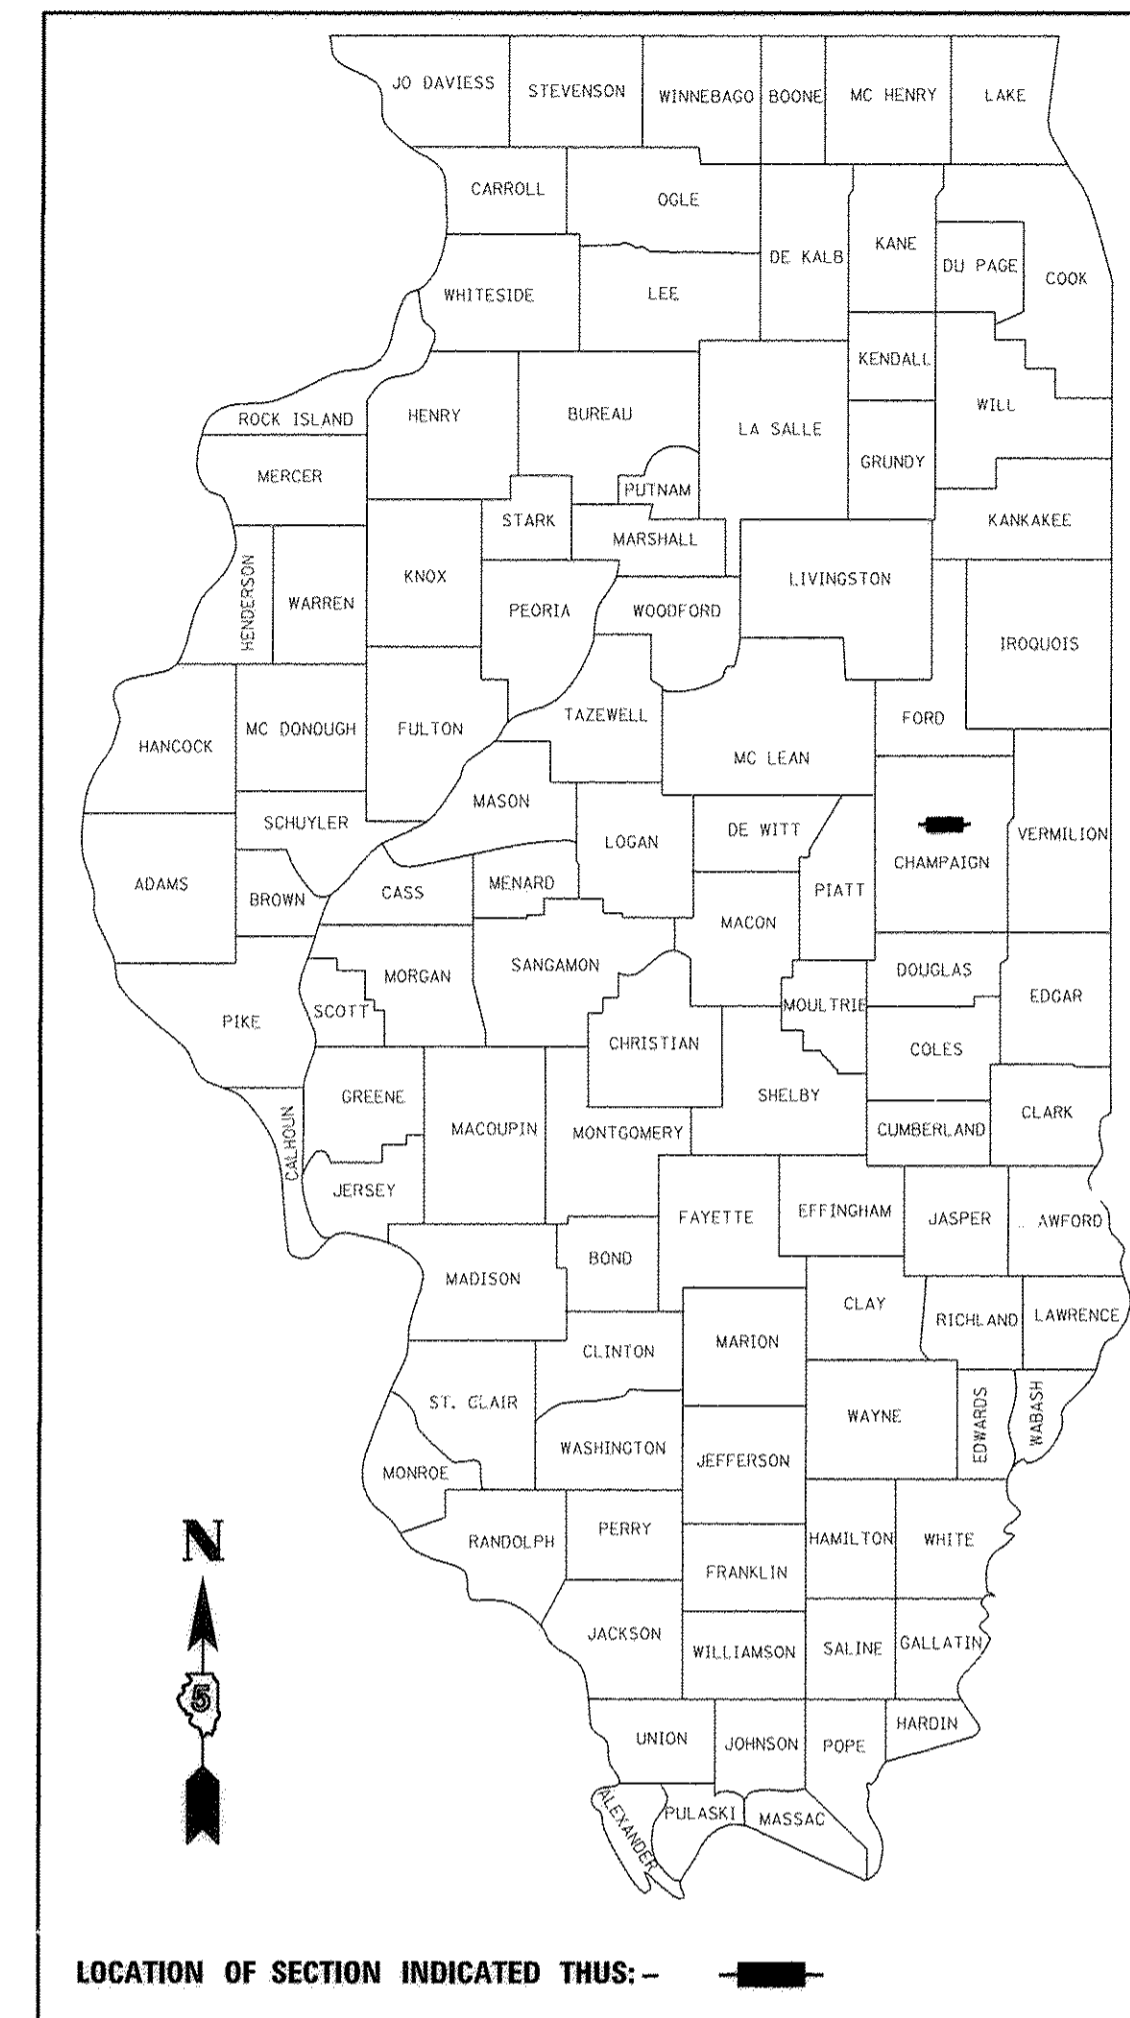 JO DAVIESS
STEVENSON
WINNEBAGO
BOONE
MC HENRY
LAKE
CARROLL
OGLE
DE KALB
KANE
DU PAGE
COOK
WHITESIDE
LEE
KENDALL
WILL
ROCK ISLAND
HENRY
BUREAU
LA SALLE
GRUNDY
MERCER
PUTNAM
STARK
MARSHALL
KANKAKEE
HENDERSON
WARREN
KNOX
PEORIA
WOODFORD
LIVINGSTON
IROQUOIS
HANCOCK
MC DONOUGH
FULTON
TAZEWELL
MC LEAN
FORD
MASON
SCHUYLER
LOGAN
DE WITT
VERMILION
CHAMPAIGN
ADAMS
BROWN
CASS
MENARD
PIATT
MACON
MORGAN
SANGAMON
DOUGLAS
EDGAR
PIKE
SCOTT
MOULTRIE
CHRISTIAN
COLES
SHELBY
CLARK
GREENE
CALHOUN
MACOUPIN
MONTGOMERY
CUMBERLAND
JERSEY
FAYETTE
EFFINGHAM
JASPER
AWFORD
MADISON
BOND
CLAY
RICHLAND
LAWRENCE
CLINTON
MARION
ST. CLAIR
WAYNE
EDWARDS
WABASH
WASHINGTON
JEFFERSON
MONROE
RANDOLPH
PERRY
HAMILTON
WHITE
FRANKLIN
JACKSON
WILLIAMSON
SALINE
GALLATIN
UNION
JOHNSON
POPE
HARDIN
ALEXANDER
PULASKI
MASSAC
N
5
LOCATION OF SECTION INDICATED THUS: –